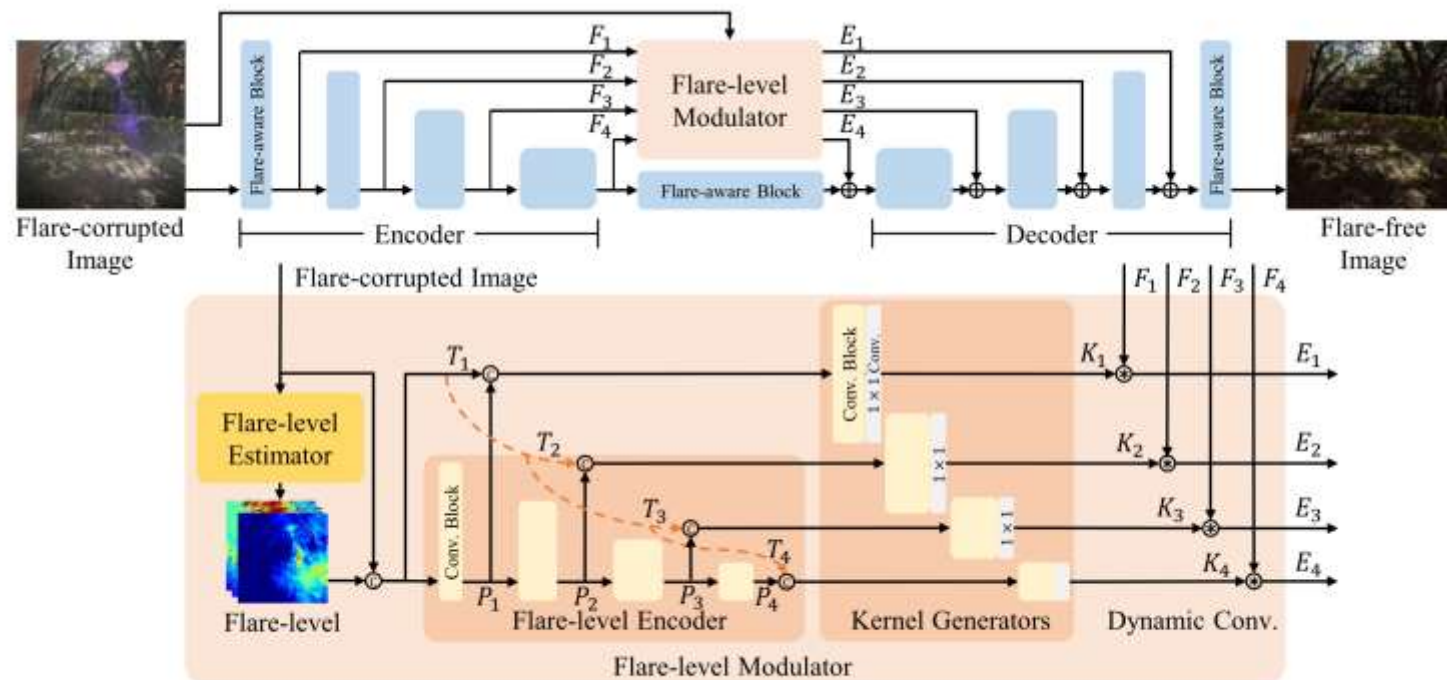 F₁
F₂
F₃
F₄
Flare-level
Modulator
E₁
E₂
E₃
E₄
Flare-aware Block
Flare-aware Block
Flare-aware Block
Flare-corrupted
Image
Encoder
Decoder
Flare-free
Image
Flare-corrupted Image
F₁ F₂ F₃ F₄
T₁
Conv. Block
1 × 1 Conv.
K₁
E₁
Flare-level
Estimator
T₂
1 × 1
K₂
E₂
Conv. Block
T₃
1 × 1
K₃
E₃
T₄
K₄
E₄
C
C
C
C
C
P₁
P₂
P₃
P₄
Flare-level
Flare-level Encoder
Kernel Generators
Dynamic Conv.
Flare-level Modulator